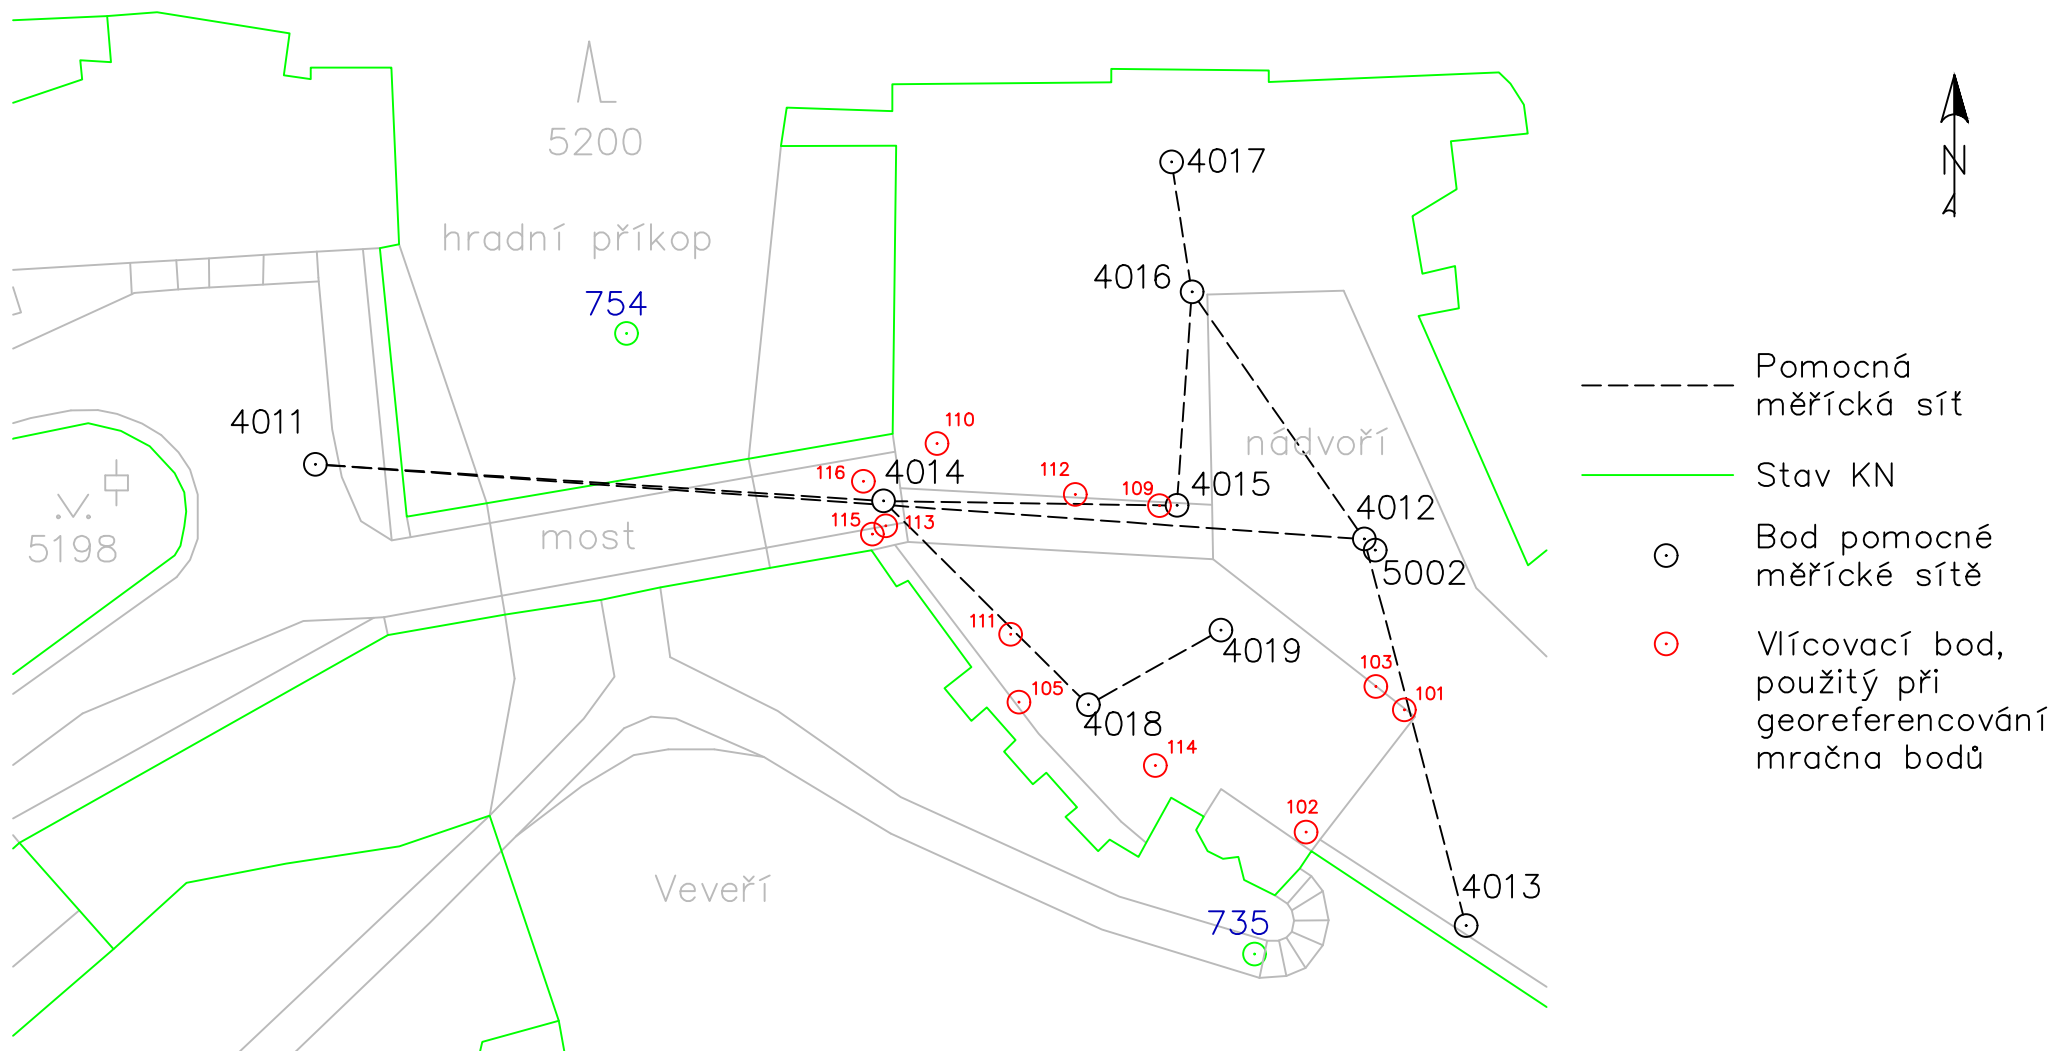 5200
4017
hradní příkop
4016
754
N
Pomocná
měřícká síť
4011
110
nádvoří
116
4014
112
109
4015
Stav KN
4012
115
113
most
5198
5002
Bod pomocné
měřícké sítě
111
4019
103
101
105
4018
114
Vlícovací bod,
použitý při
georeferencování
mračna bodů
102
Veveří
4013
735